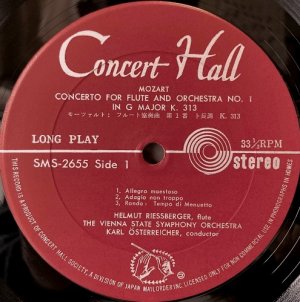 Concert Hall
MOZART
CONCERTO FOR FLUTE AND ORCHESTRA NO. 1
IN G MAJOR K. 313
モーツァルト: フルート協奏曲 第1番 ト長調 K. 313
LONG PLAY
33⅓RPM
SMS-2655 Side 1
stereo
1. Allegro maestoso
2. Adagio non troppo
3. Rondo: Tempo di Menuetto
HELMUT RIESSBERGER, flute
THE VIENNA STATE SYMPHONY ORCHESTRA
KARL ÖSTERREICHER, conductor
THIS RECORD IS A PRODUCT OF CONCERT HALL SOCIETY, A DIVISION OF JAPAN MAILORDER INC. LICENSED ONLY FOR NON COMMERCIAL USE IN PHONOGRAPHS IN HOMES